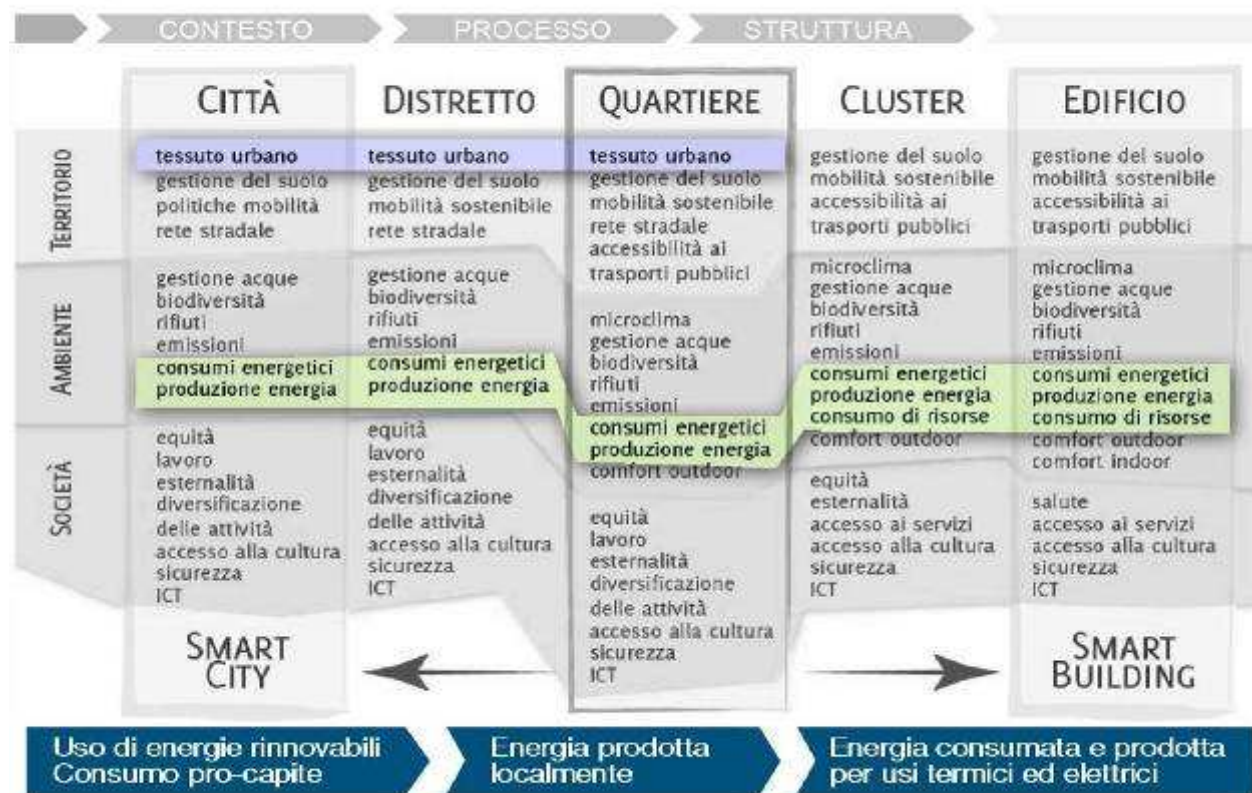 CONTESTO
PROCESSO
STRUTTURA
CITTÀ
DISTRETTO
QUARTIERE
CLUSTER
EDIFICIO
TERRITORIO
tessuto urbano
gestione del suolo
politiche mobilità
rete stradale
tessuto urbano
gestione del suolo
mobilità sostenibile
rete stradale
tessuto urbano
gestione del suolo
mobilità sostenibile
rete stradale
accessibilità ai
trasporti pubblici
gestione del suolo
mobilità sostenibile
accessibilità ai
trasporti pubblici
gestione del suolo
mobilità sostenibile
accessibilità ai
trasporti pubblici
AMBIENTE
gestione acque
biodiversità
rifiuti
emissioni
consumi energetici
produzione energia
gestione acque
biodiversità
rifiuti
emissioni
consumi energetici
produzione energia
microclima
gestione acque
biodiversità
rifiuti
emissioni
consumi energetici
produzione energia
comfort outdoor
microclima
gestione acque
biodiversità
rifiuti
emissioni
consumi energetici
produzione energia
consumo di risorse
comfort outdoor
microclima
gestione acque
biodiversità
rifiuti
emissioni
consumi energetici
produzione energia
consumo di risorse
comfort outdoor
comfort indoor
SOCIETÀ
equità
lavoro
esternalità
diversificazione
delle attività
accesso alla cultura
sicurezza
ICT
equità
lavoro
esternalità
diversificazione
delle attività
accesso alla cultura
sicurezza
ICT
equità
lavoro
esternalità
diversificazione
delle attività
accesso alla cultura
sicurezza
ICT
equità
esternalità
accesso ai servizi
accesso alla cultura
sicurezza
ICT
salute
accesso ai servizi
accesso alla cultura
sicurezza
ICT
SMART
CITY
SMART
BUILDING
Uso di energie rinnovabili
Consumo pro-capite
Energia prodotta
localmente
Energia consumata e prodotta
per usi termici ed elettrici